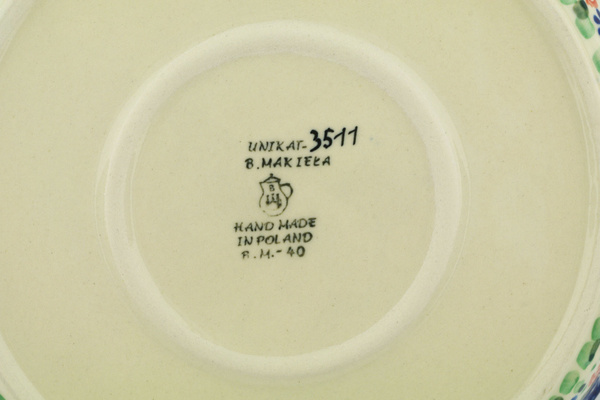 UNIKAT-3511
B.MAKIEŁA
B
HAND MADE
IN POLAND
B.M.-40